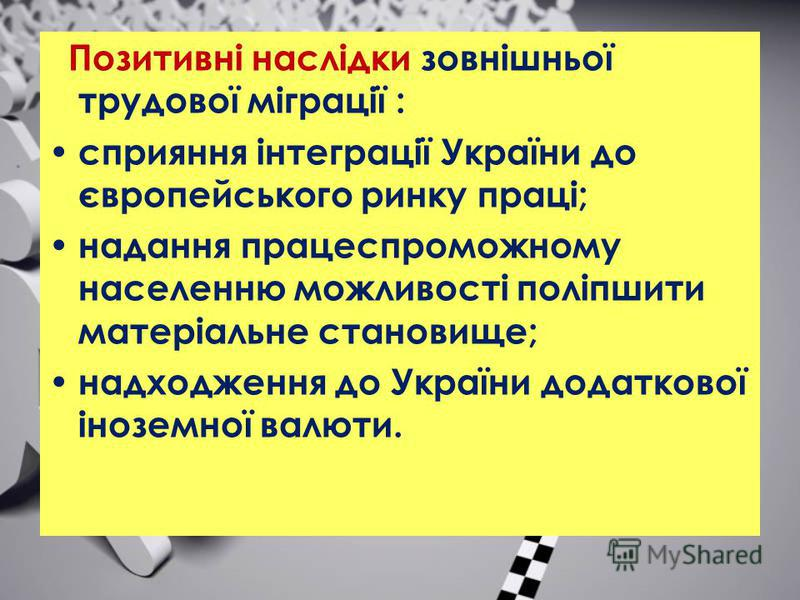 Позитивні наслідки зовнішньої
трудової міграції :
• сприяння інтеграції України до
європейського ринку праці;
• надання працеспроможному
населенню можливості поліпшити
матеріальне становище;
• надходження до України додаткової
іноземної валюти.
MyShared